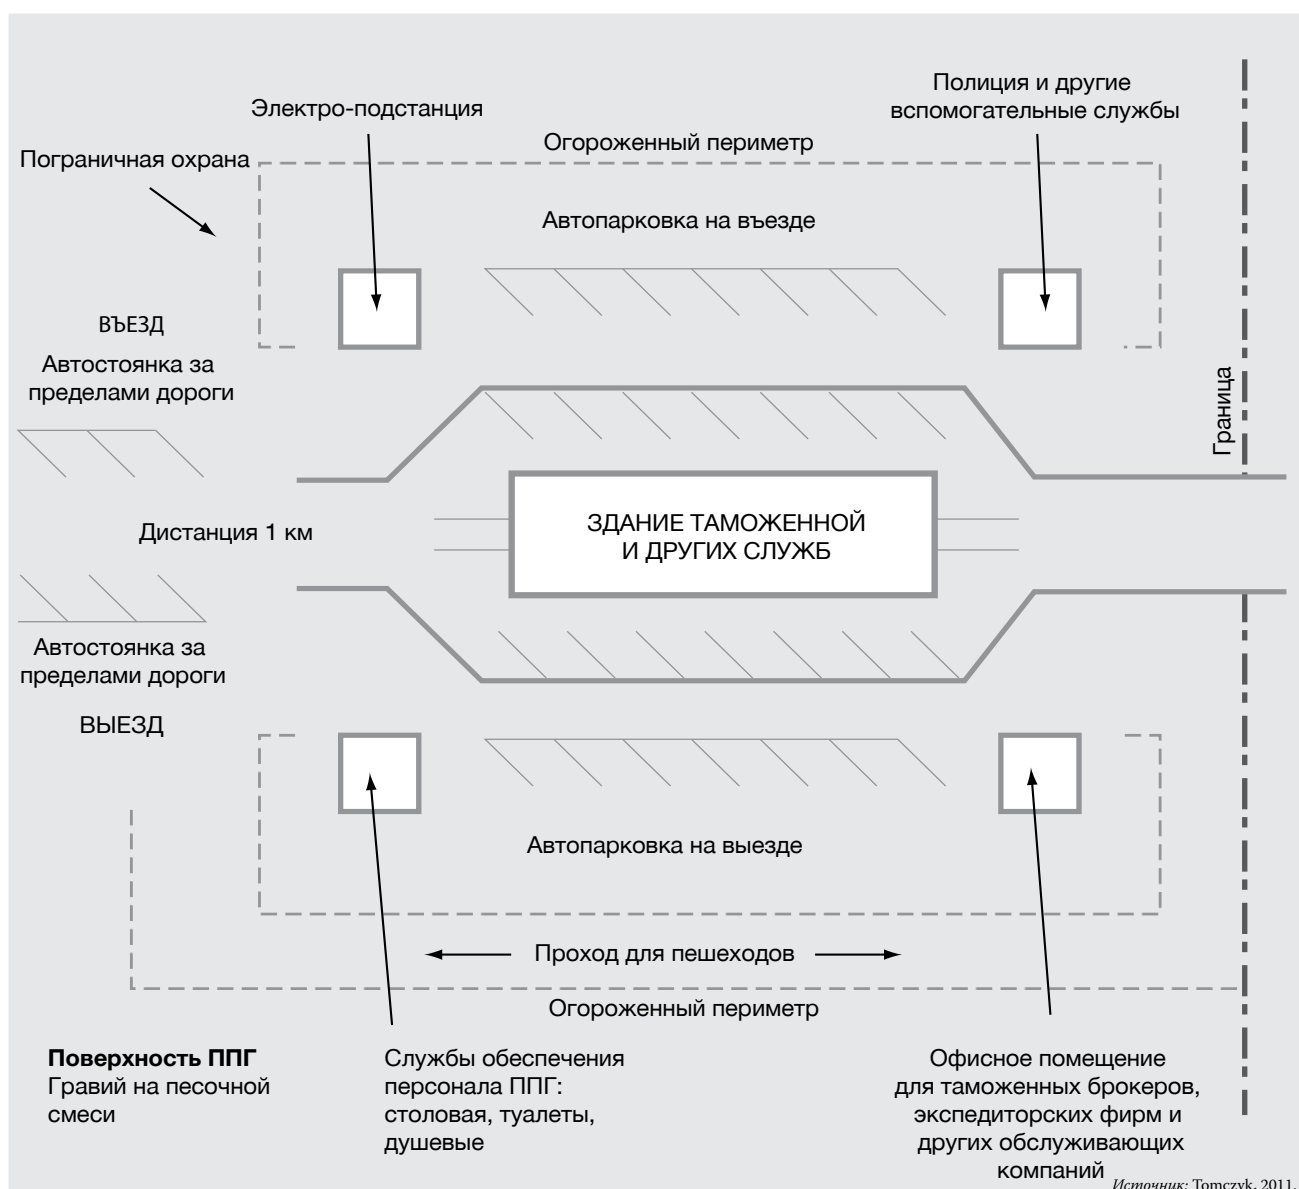 Электро-подстанция
Полиция и другие
вспомогательные службы
Огороженный периметр
Пограничная охрана
Автопарковка на въезде
ВЪЕЗД
Автостоянка за
пределами дороги
Граница
Дистанция 1 км
ЗДАНИЕ ТАМОЖЕННОЙ
И ДРУГИХ СЛУЖБ
Автостоянка за
пределами дороги
ВЫЕЗД
Автопарковка на выезде
Проход для пешеходов
Огороженный периметр
Поверхность ППГ
Гравий на песочной
смеси
Службы обеспечения
персонала ППГ:
столовая, туалеты,
душевые
Офисное помещение
для таможенных брокеров,
экспедиторских фирм и
других обслуживающих
компаний
Источник: Tomczyk, 2011.